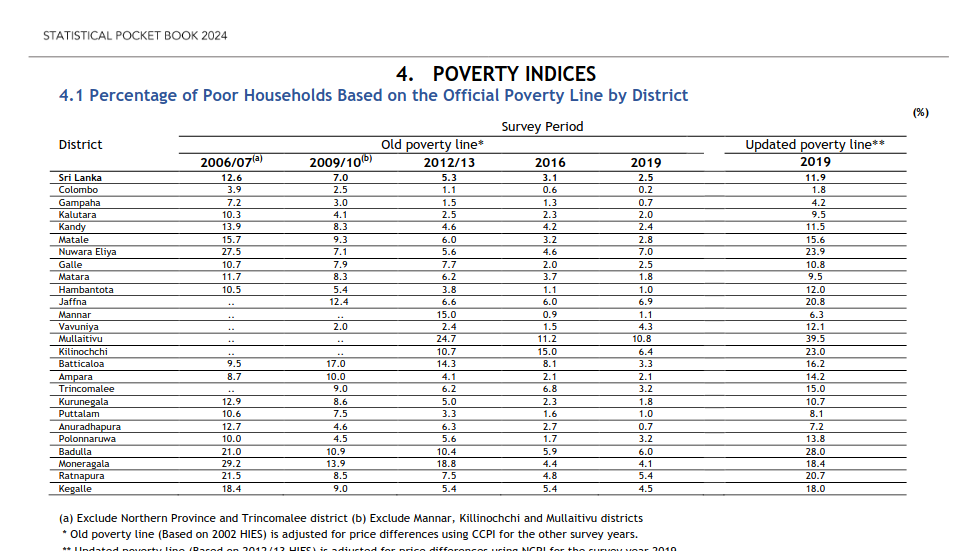 STATISTICAL POCKET BOOK 2024
4. POVERTY INDICES
4.1 Percentage of Poor Households Based on the Official Poverty Line by District
(%)
Survey Period
District Old poverty line* Updated poverty line**
2006/07(a) 2009/10(b) 2012/13 2016 2019 2019
Sri Lanka 12.6 7.0 5.3 3.1 2.5 11.9
Colombo 3.9 2.5 1.1 0.6 0.2 1.8
Gampaha 7.2 3.0 1.5 1.3 0.7 4.2
Kalutara 10.3 4.1 2.5 2.3 2.0 9.5
Kandy 13.9 8.3 4.6 4.2 2.4 11.5
Matale 15.7 9.3 6.0 3.2 2.8 15.6
Nuwara Eliya 27.5 7.1 5.6 4.6 7.0 23.9
Galle 10.7 7.9 7.7 2.0 2.5 10.8
Matara 11.7 8.3 6.2 3.7 1.8 9.5
Hambantota 10.5 5.4 3.8 1.1 1.0 12.0
Jaffna .. 12.4 6.6 6.0 6.9 20.8
Mannar .. .. 15.0 0.9 1.1 6.3
Vavuniya .. 2.0 2.4 1.5 4.3 12.1
Mullaitivu .. .. 24.7 11.2 10.8 39.5
Kilinochchi .. .. 10.7 15.0 6.4 23.0
Batticaloa 9.5 17.0 14.3 8.1 3.3 16.2
Ampara 8.7 10.0 4.1 2.1 2.1 14.2
Trincomalee .. 9.0 6.2 6.8 3.2 15.0
Kurunegala 12.9 8.6 5.0 2.3 1.8 10.7
Puttalam 10.6 7.5 3.3 1.6 1.0 8.1
Anuradhapura 12.7 4.6 6.3 2.7 0.7 7.2
Polonnaruwa 10.0 4.5 5.6 1.7 3.2 13.8
Badulla 21.0 10.9 10.4 5.9 6.0 28.0
Moneragala 29.2 13.9 18.8 4.4 4.1 18.4
Ratnapura 21.5 8.5 7.5 4.8 5.4 20.7
Kegalle 18.4 9.0 5.4 5.4 4.5 18.0
(a) Exclude Northern Province and Trincomalee district (b) Exclude Mannar, Killinochchi and Mullaitivu districts
* Old poverty line (Based on 2002 HIES) is adjusted for price differences using CCPI for the other survey years.
** Updated poverty line (Based on 2012/13 HIES) is adjusted for price differences using NCPI for the survey year 2019